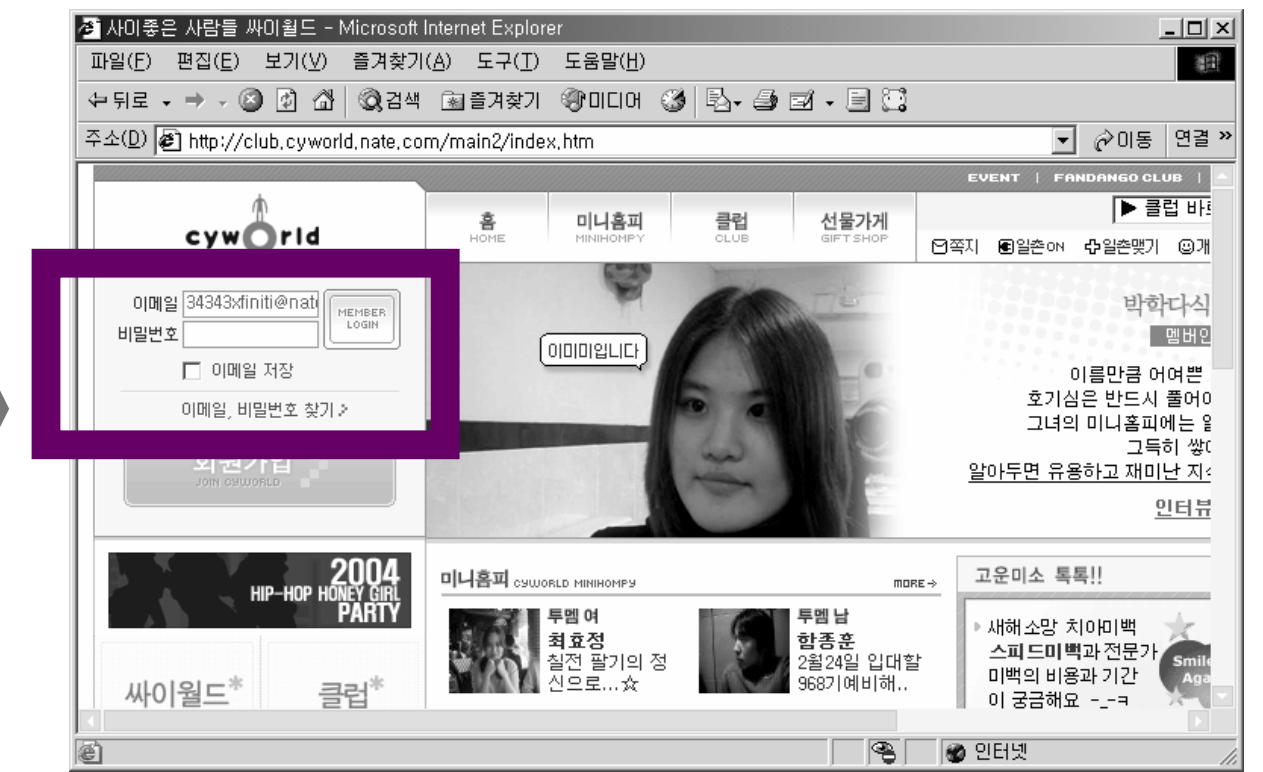 사이좋은 사람들 싸이월드 - Microsoft Internet Explorer
파일(F) 편집(E) 보기(V) 즐겨찾기(A) 도구(T) 도움말(H)
뒤로 검색 즐겨찾기 미디어
주소(D) http://club.cyworld.nate.com/main2/index.htm 이동 연결 »
EVENT | FANDANGO CLUB |
cyworld
홈 미니홈피 클럽 선물가게
HOME MINIHOMPY CLUB GIFT SHOP
▶ 클럽
쪽지 일촌ON 일촌맺기
이메일 34343xfiniti@nat
MEMBER LOGIN
비밀번호
이메일 저장
이메일, 비밀번호 찾기
회원가입
JOIN CYWORLD
이미미입니다
박학다식
이름만큼 어여쁜
호기심은 반드시
그녀의 미니홈피에는
그득히
알아두면 유용하고 재미난
인터뷰
2004
HIP-HOP HONEY GIRL
PARTY
싸이월드* 클럽*
미니홈피 CYWORLD MINIHOMPY MORE
투멤 여
최효정
칠전 팔기의 정
신으로...☆
투멤 남
함종훈
2월24일 입대할
968기예비해..
고운미소 톡톡!!
새해소망 치아미백
스피드미백과전문가
미백의 비용과기간
이 궁금해요 -_-ㅋ
Smile
Aga
인터넷